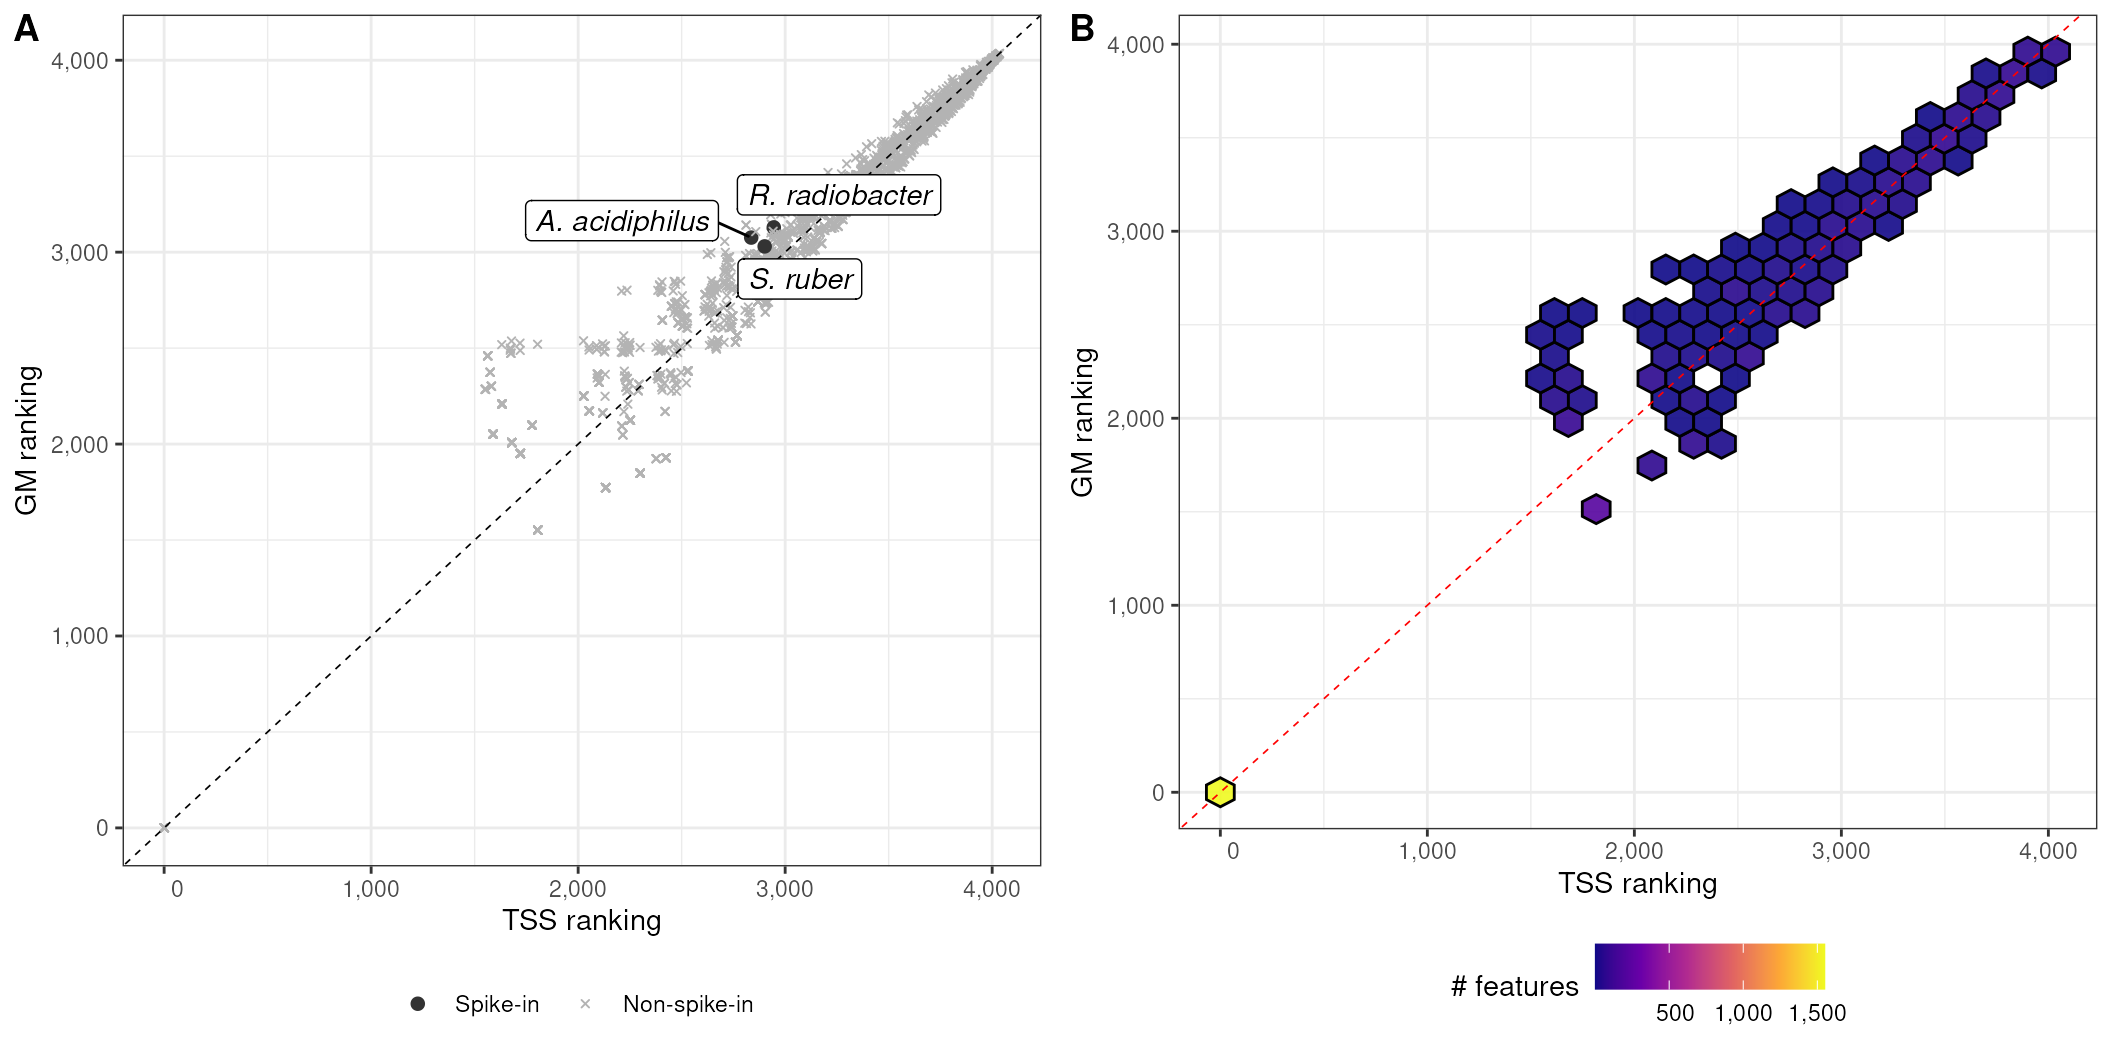 A
GM ranking
4,000
3,000
2,000
1,000
0
R. radiobacter
A. acidiphilus
S. ruber
0
1,000
2,000
3,000
4,000
TSS ranking
Spike-in
Non-spike-in
B
GM ranking
4,000
3,000
2,000
1,000
0
0
1,000
2,000
3,000
4,000
TSS ranking
# features
500
1,000
1,500